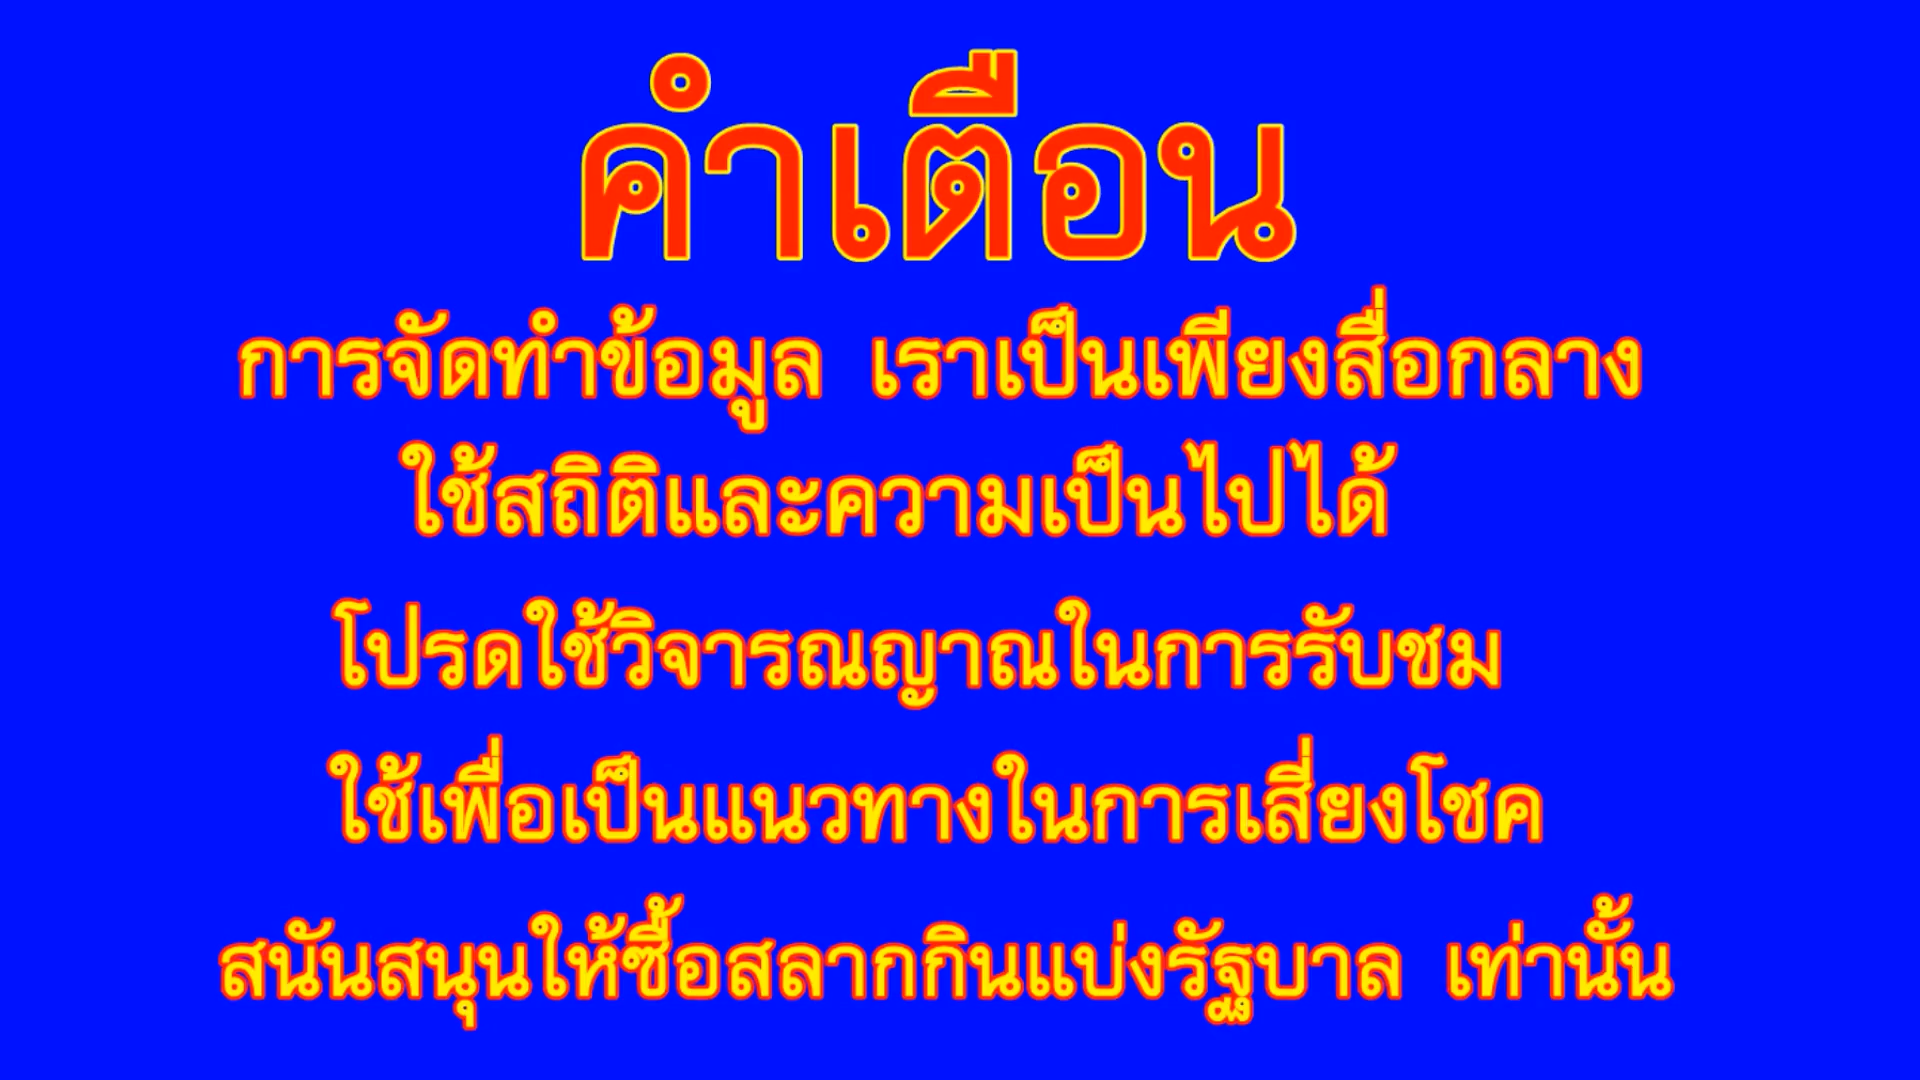 คำเตือน
การจัดทำข้อมูล เราเป็นเพียงสื่อกลาง
ใช้สถิติและความเป็นไปได้
โปรดใช้วิจารณญาณในการรับชม
ใช้เพื่อเป็นแนวทางในการเสี่ยงโชค
สนันสนุนให้ซื้อสลากกินแบ่งรัฐบาล เท่านั้น